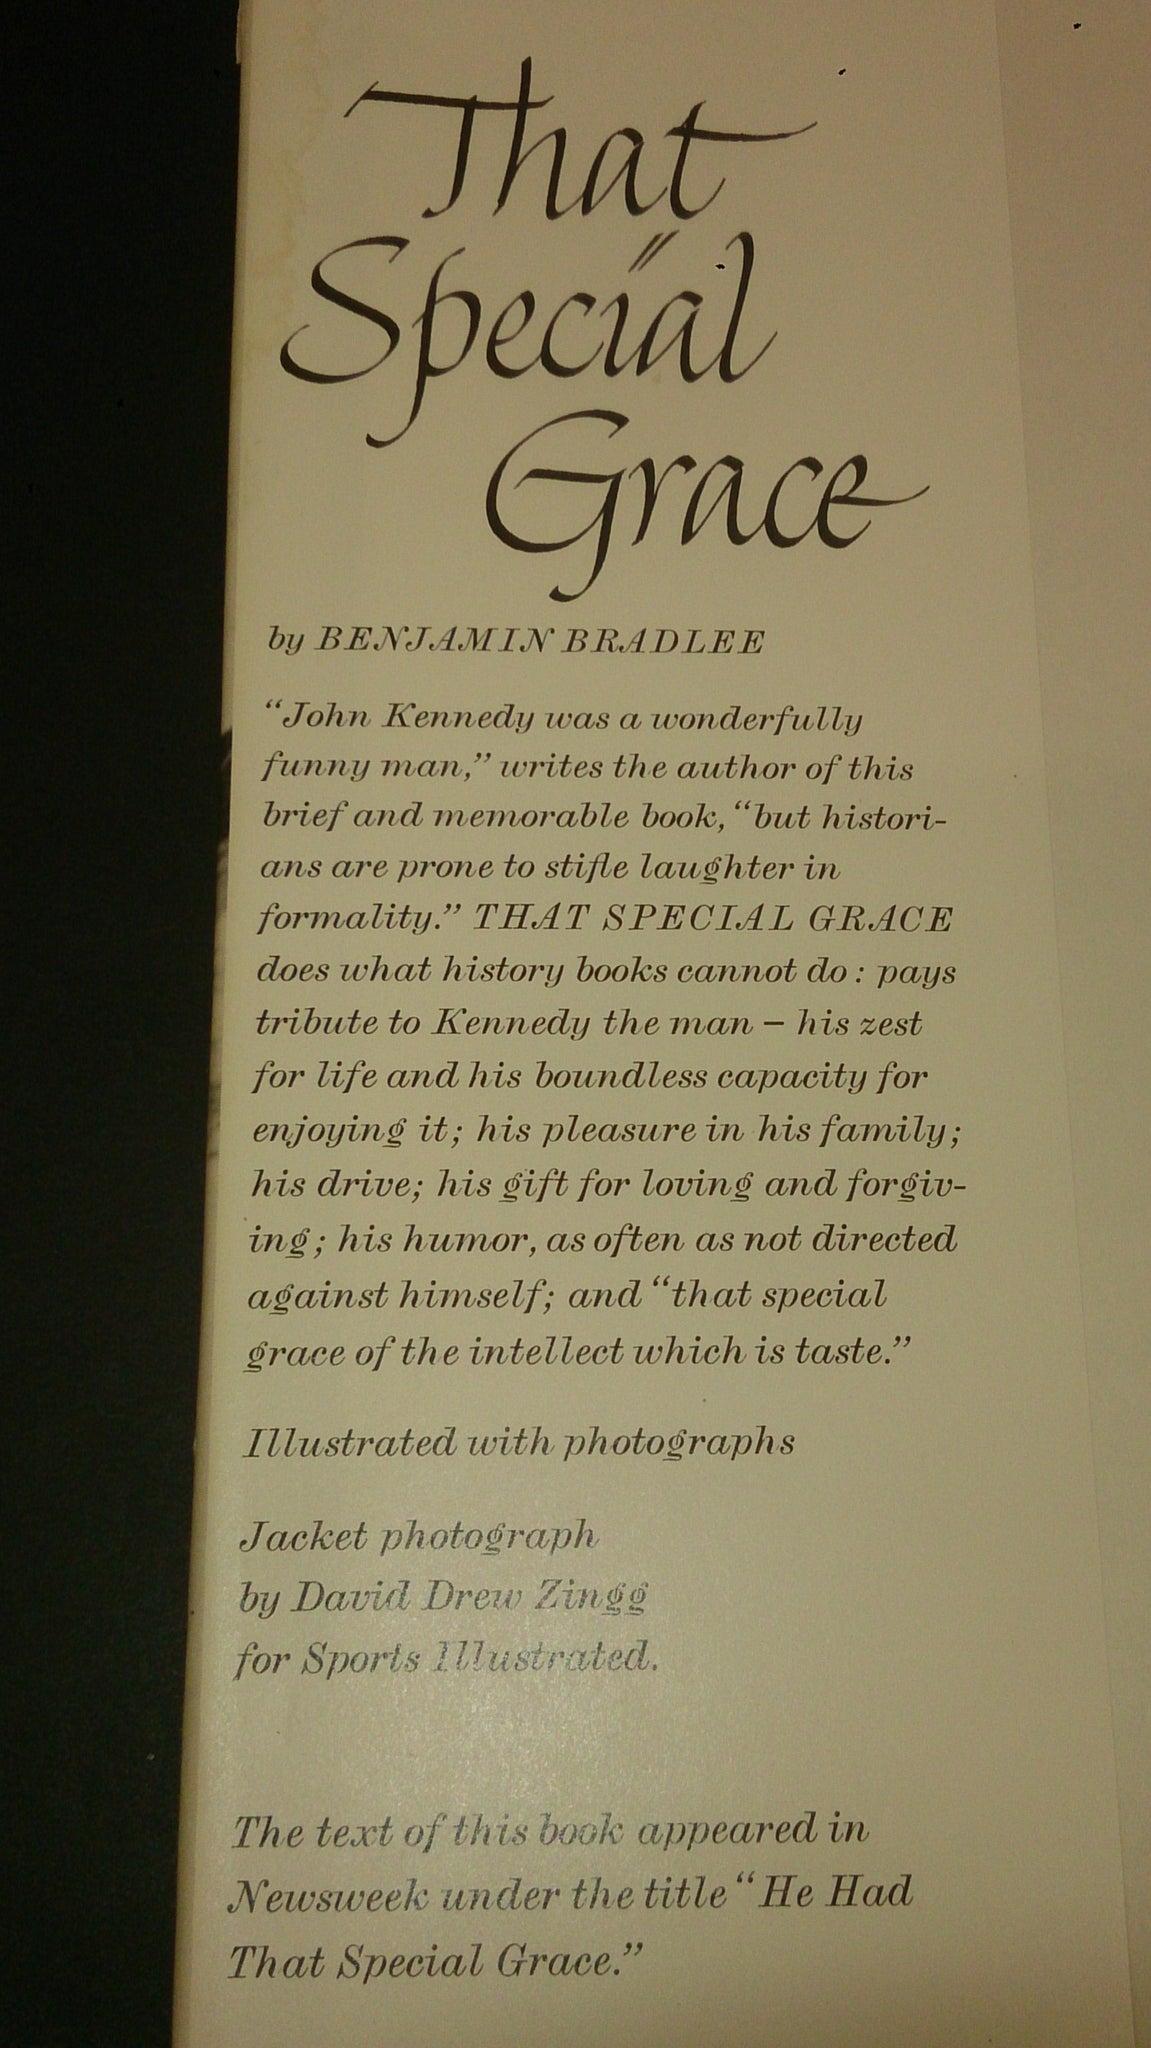 That
Special
Grace
by BENJAMIN BRADLEE
“John Kennedy was a wonderfully
funny man,” writes the author of this
brief and memorable book, “but histori-
ans are prone to stifle laughter in
formality.” THAT SPECIAL GRACE
does what history books cannot do: pays
tribute to Kennedy the man – his zest
for life and his boundless capacity for
enjoying it; his pleasure in his family;
his drive; his gift for loving and forgiv-
ing; his humor, as often as not directed
against himself; and “that special
grace of the intellect which is taste.”
Illustrated with photographs
Jacket photograph
by David Drew Zingg
for Sports Illustrated.
The text of this book appeared in
Newsweek under the title “He Had
That Special Grace.”